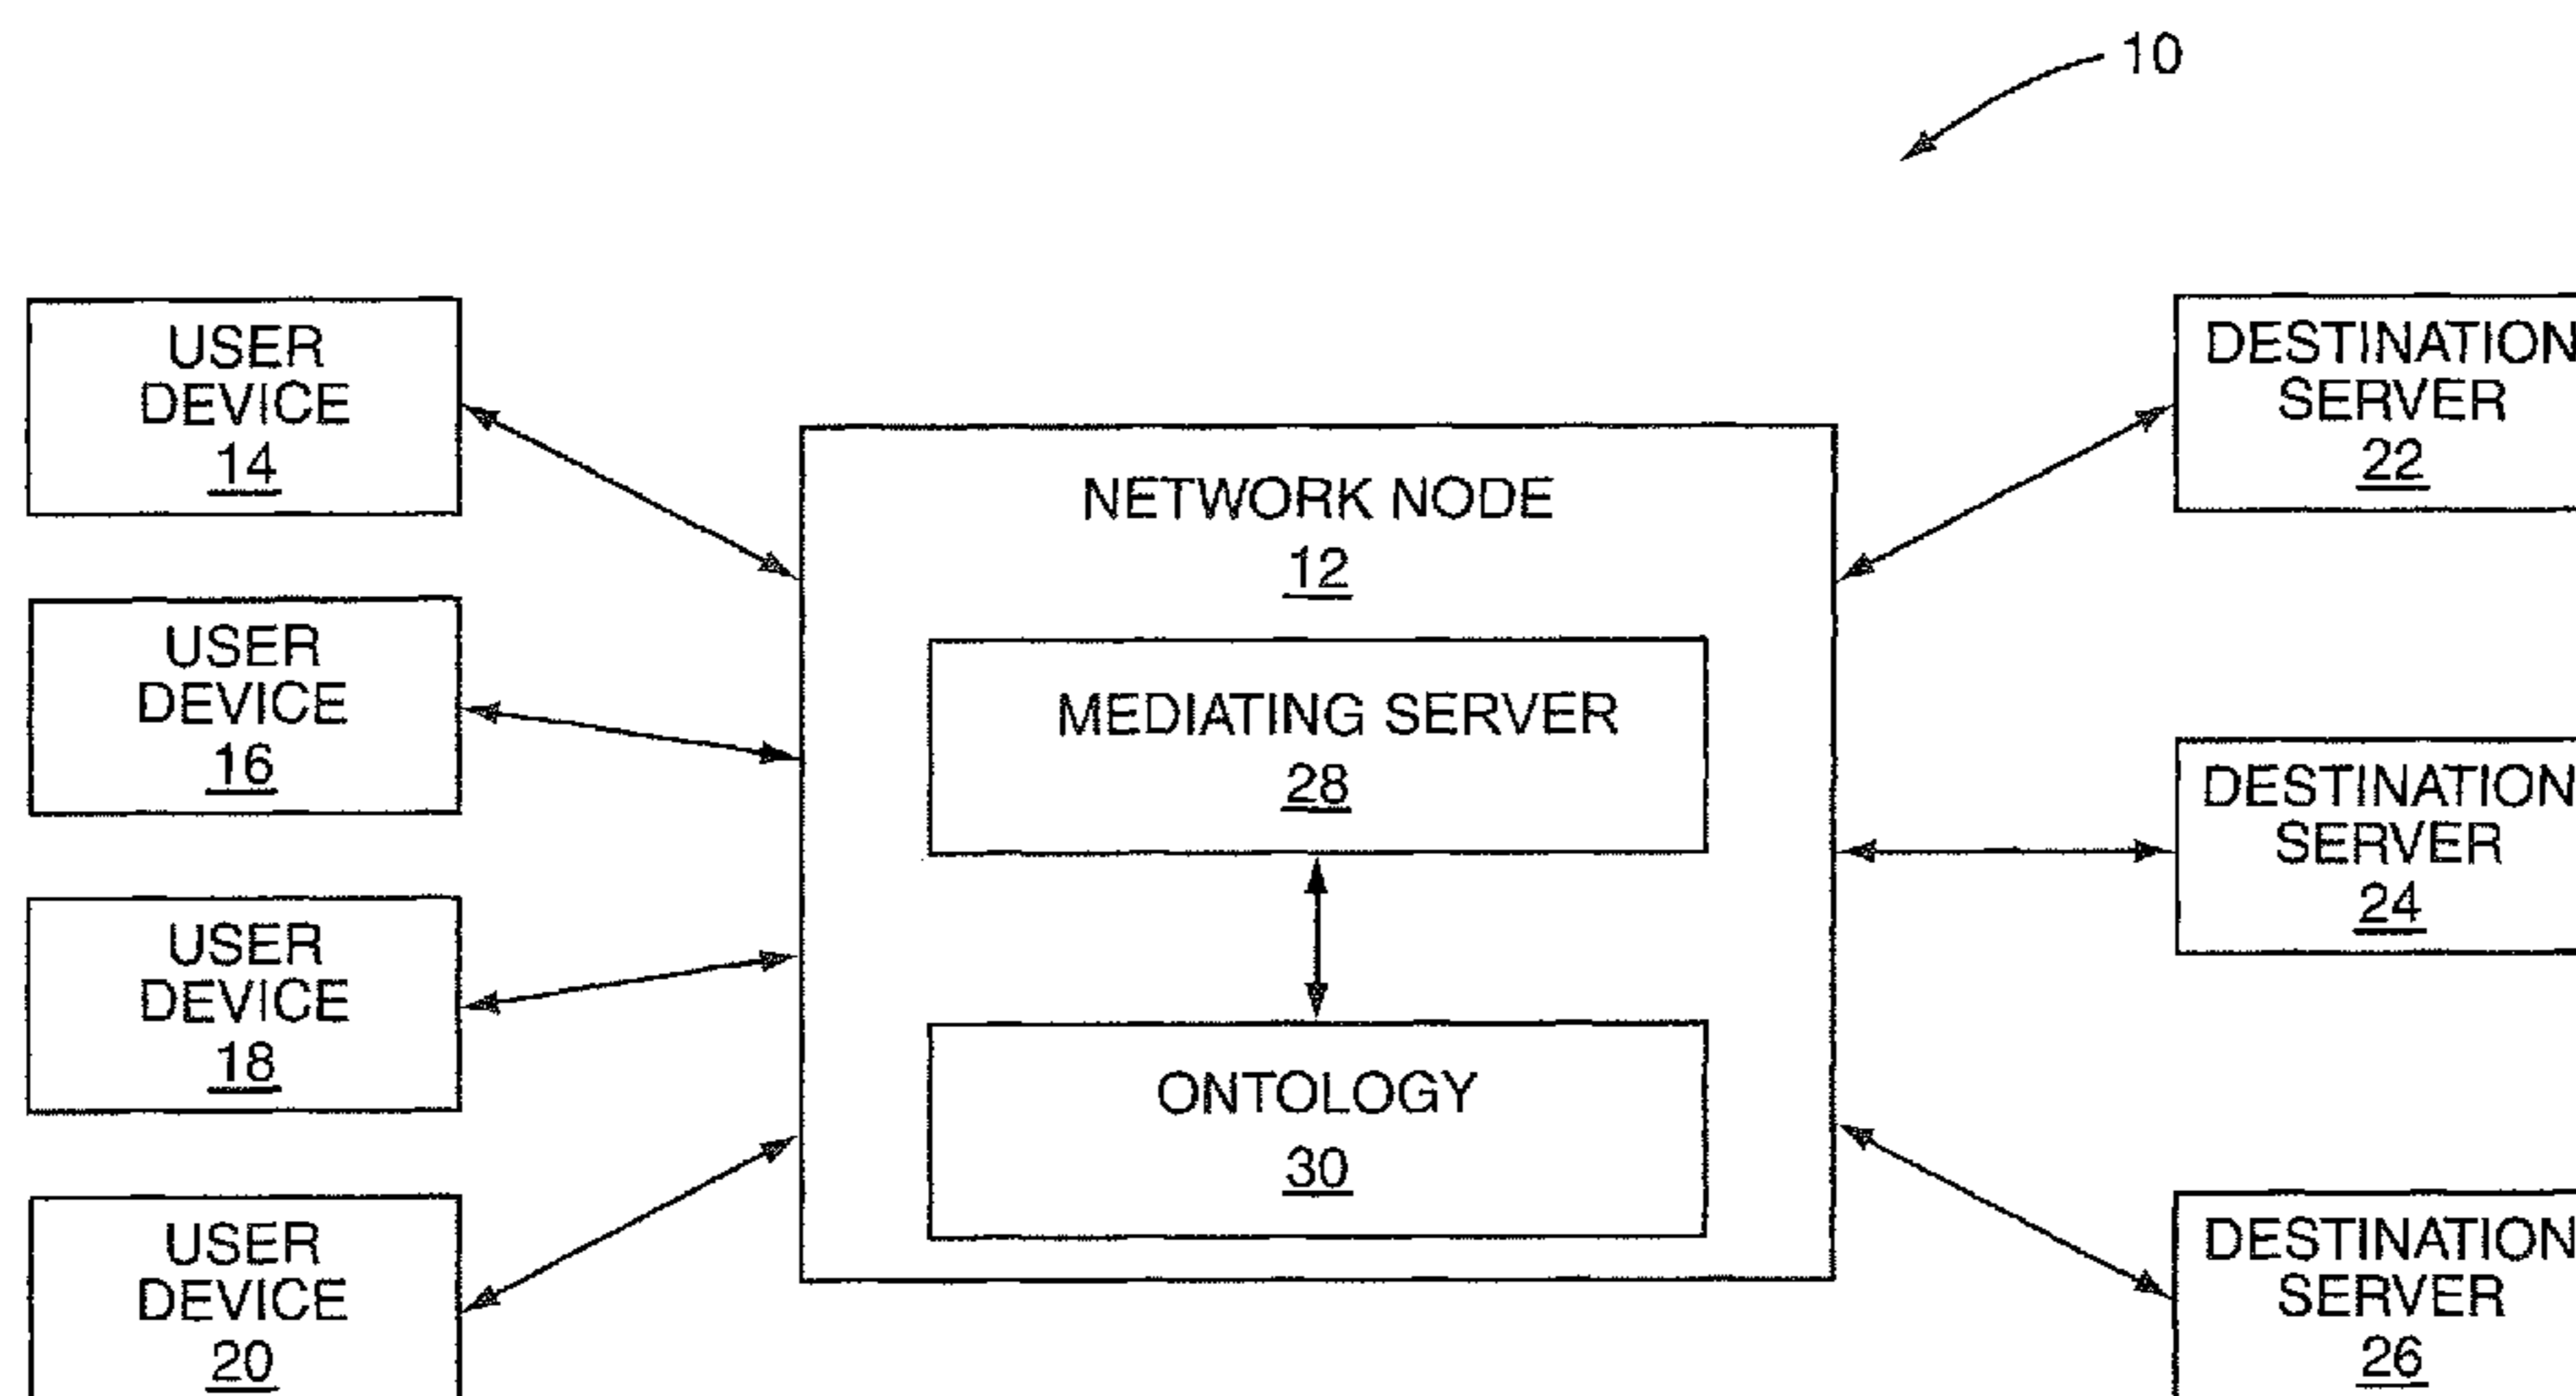 10
USER
DEVICE
14
USER
DEVICE
16
USER
DEVICE
18
USER
DEVICE
20
NETWORK NODE
12
MEDIATING SERVER
28
ONTOLOGY
30
DESTINATION
SERVER
22
DESTINATION
SERVER
24
DESTINATION
SERVER
26